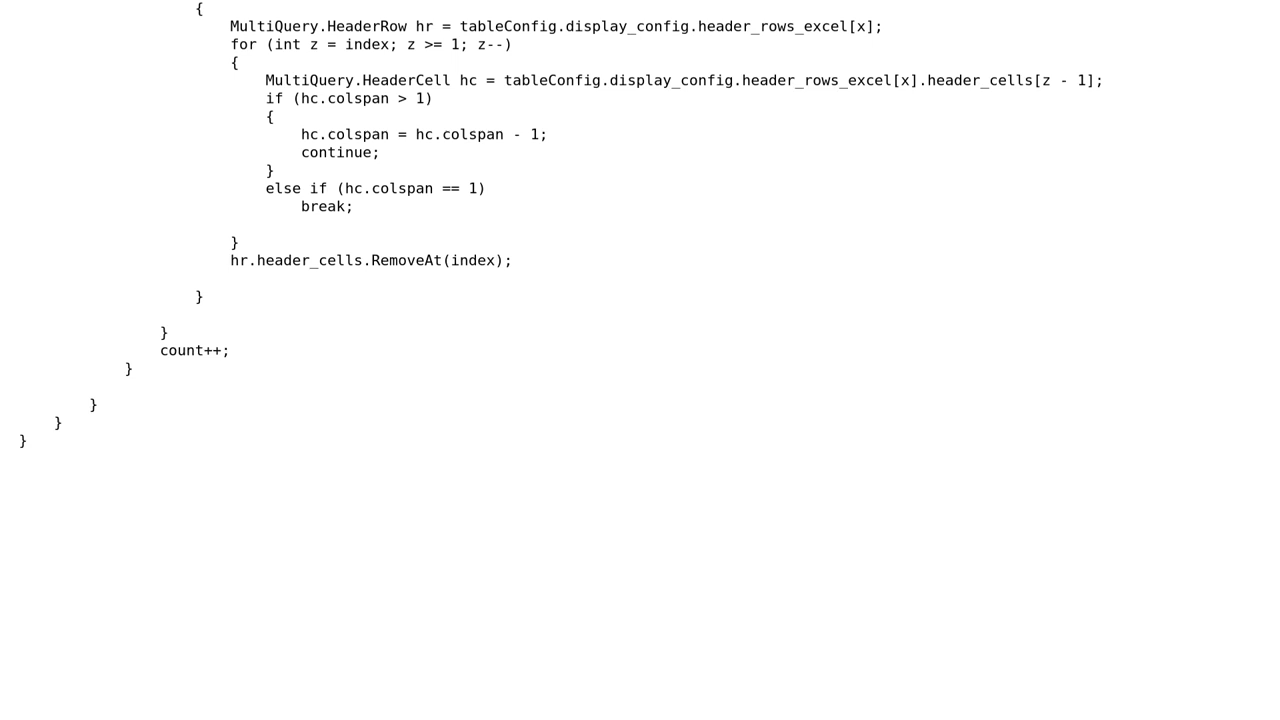 {
MultiQuery.HeaderRow hr = tableConfig.display_config.header_rows_excel[x];
for (int z = index; z >= 1; z--)
{
MultiQuery.HeaderCell hc = tableConfig.display_config.header_rows_excel[x].header_cells[z - 1];
if (hc.colspan > 1)
{
hc.colspan = hc.colspan - 1;
continue;
}
else if (hc.colspan == 1)
break;
}
hr.header_cells.RemoveAt(index);
}
}
count++;
}
}
}
}